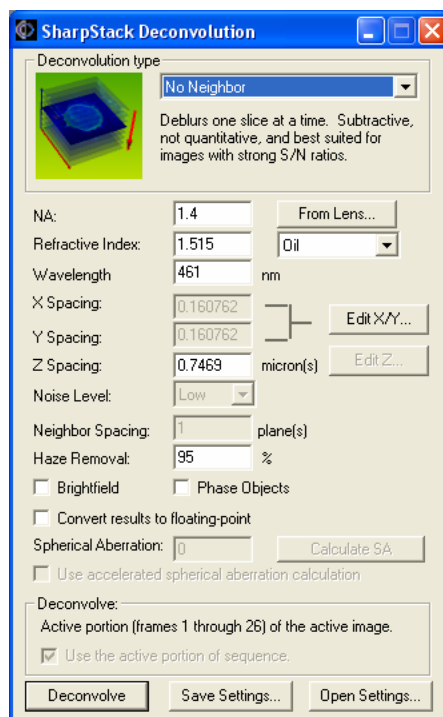 SharpStack Deconvolution
Deconvolution type
No Neighbor
Deblurs one slice at a time. Subtractive,
not quantitative, and best suited for
images with strong S/N ratios.
NA: 1.4 From Lens...
Refractive Index: 1.515 Oil
Wavelength 461 nm
X Spacing: 0.160762
Edit X/Y...
Y Spacing: 0.160762
Z Spacing: 0.7469 micron(s) Edit Z...
Noise Level: Low
Neighbor Spacing: 1 plane(s)
Haze Removal: 95 %
Brightfield Phase Objects
Convert results to floating-point
Spherical Aberration: 0 Calculate SA
Use accelerated spherical aberration calculation
Deconvolve:
Active portion (frames 1 through 26) of the active image.
Use the active portion of sequence.
Deconvolve Save Settings... Open Settings...